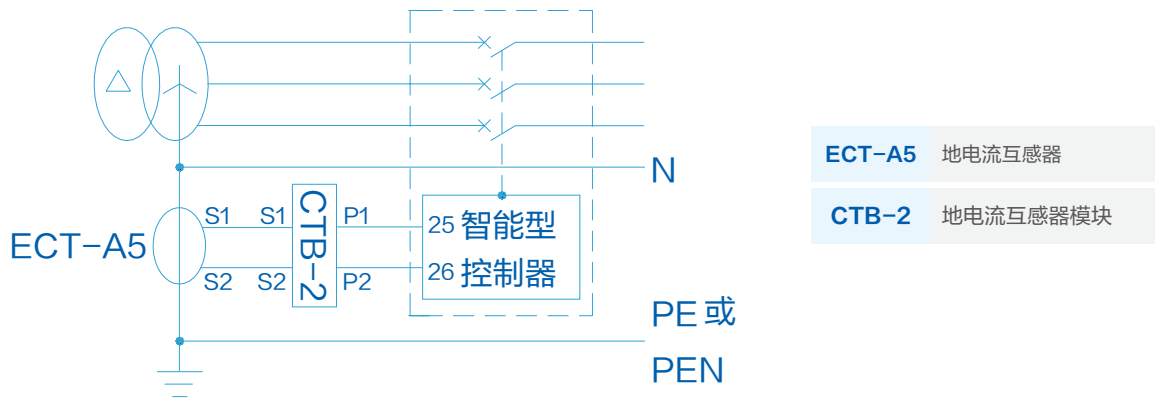 N
ECT-A5
S1
S2
S1
S2
CTB-2
P1
P2
25 智能型
26 控制器
PE或
PEN
ECT-A5 地电流互感器
CTB-2 地电流互感器模块